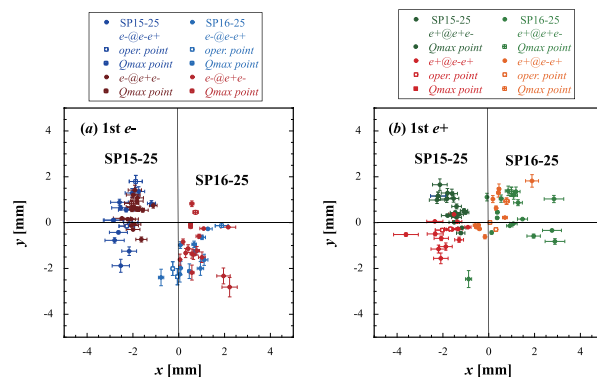 SP15-25 SP16-25
e-@e-e+ e-@e-e+
oper. point oper. point
Qmax point Qmax point
e-@e+e- e-@e+e-
Qmax point Qmax point
SP15-25 SP16-25
e+@e+e- e+@e+e-
Qmax point Qmax point
e+@e-e+ e+@e-e+
oper. point oper. point
Qmax point Qmax point
(a) 1st e-
SP15-25
SP16-25
4
2
0
-2
-4
y [mm]
-4 -2 0 2 4
x [mm]
(b) 1st e+
SP15-25 SP16-25
4
2
0
-2
-4
y [mm]
-4 -2 0 2 4
x [mm]